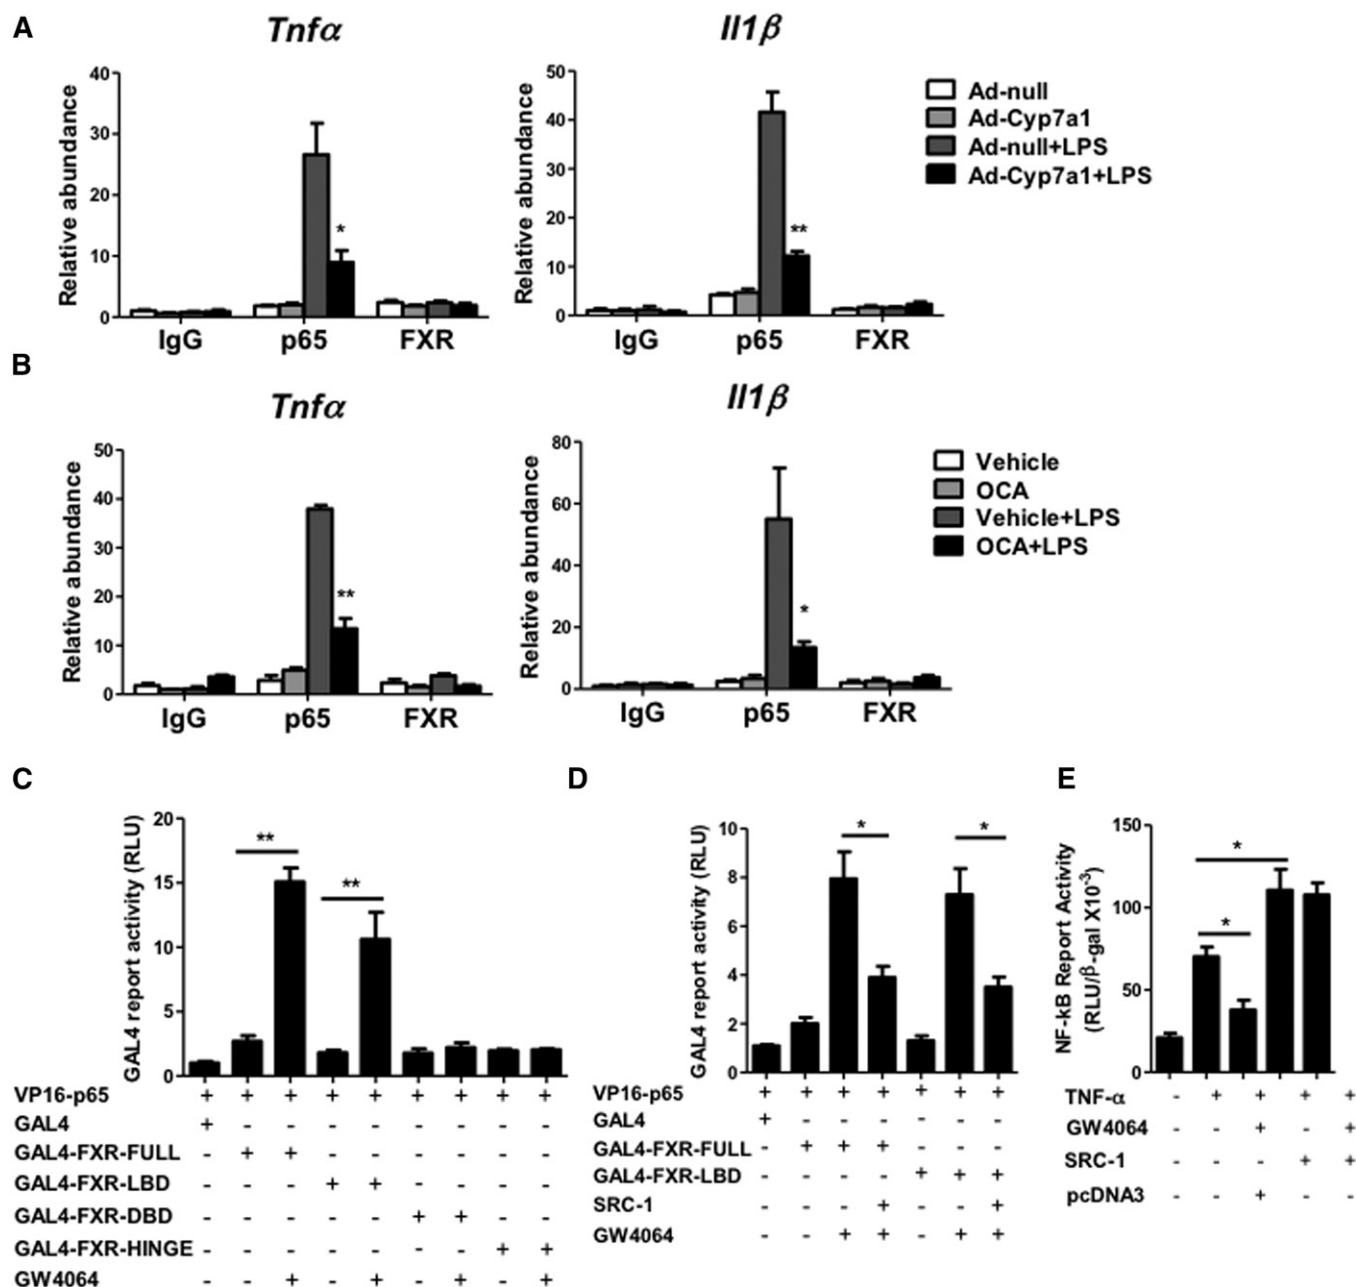 A
Tnfα
Il1β
Relative abundance
40
30
20
10
0
*
IgG
p65
FXR
Relative abundance
50
40
30
20
10
0
**
IgG
p65
FXR
Ad-null
Ad-Cyp7a1
Ad-null+LPS
Ad-Cyp7a1+LPS
B
Tnfα
Il1β
Relative abundance
50
40
30
20
10
0
**
IgG
p65
FXR
Relative abundance
80
60
40
20
0
*
IgG
p65
FXR
Vehicle
OCA
Vehicle+LPS
OCA+LPS
C
GAL4 report activity (RLU)
20
15
10
5
0
**
**
VP16-p65 + + + + + + + + +
GAL4 + - - - - - - - -
GAL4-FXR-FULL - + + - - - - - -
GAL4-FXR-LBD - - - + + - - - -
GAL4-FXR-DBD - - - - - + + - -
GAL4-FXR-HINGE - - - - - - - + +
GW4064 - - + - + - + - +
D
GAL4 report activity (RLU)
10
8
6
4
2
0
*
*
VP16-p65 + + + + + + +
GAL4 + - - - - - -
GAL4-FXR-FULL - + + + - - -
GAL4-FXR-LBD - - - - + + +
SRC-1 - - - + - - +
GW4064 - - + + - + +
E
NF-kB Report Activity
(RLU/β-gal X10-3)
150
100
50
0
*
*
TNF-α - + + + +
GW4064 - - + - +
SRC-1 - - - + +
pcDNA3 - - + - -